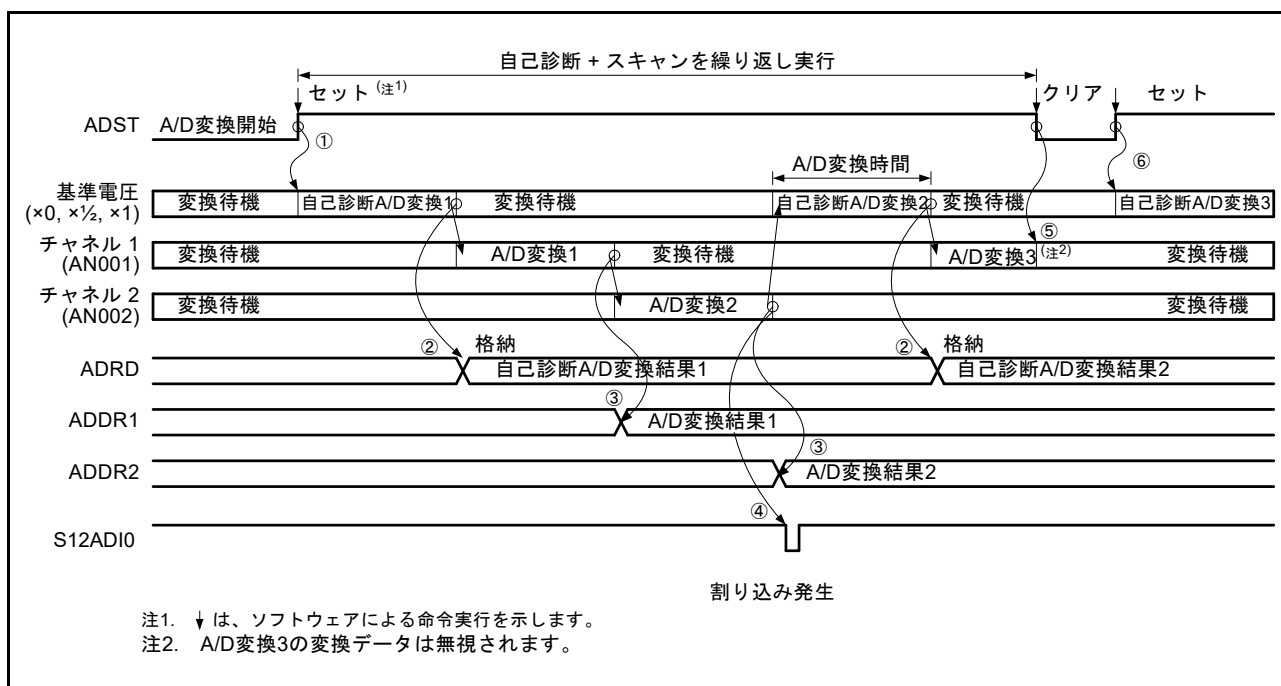 自己診断 + スキャンを繰り返し実行
セット (注1)
クリア
セット
ADST
A/D変換開始
①
⑥
A/D変換時間
基準電圧
(×0, ×½, ×1)
変換待機
自己診断A/D変換1
変換待機
自己診断A/D変換2
変換待機
自己診断A/D変換3
⑤
チャネル 1
(AN001)
変換待機
A/D変換1
変換待機
A/D変換3 (注2)
変換待機
チャネル 2
(AN002)
変換待機
A/D変換2
変換待機
② 格納
② 格納
ADRD
自己診断A/D変換結果1
自己診断A/D変換結果2
③
ADDR1
A/D変換結果1
③
ADDR2
A/D変換結果2
④
S12ADI0
割り込み発生
注1. は、ソフトウェアによる命令実行を示します。
注2. A/D変換3の変換データは無視されます。